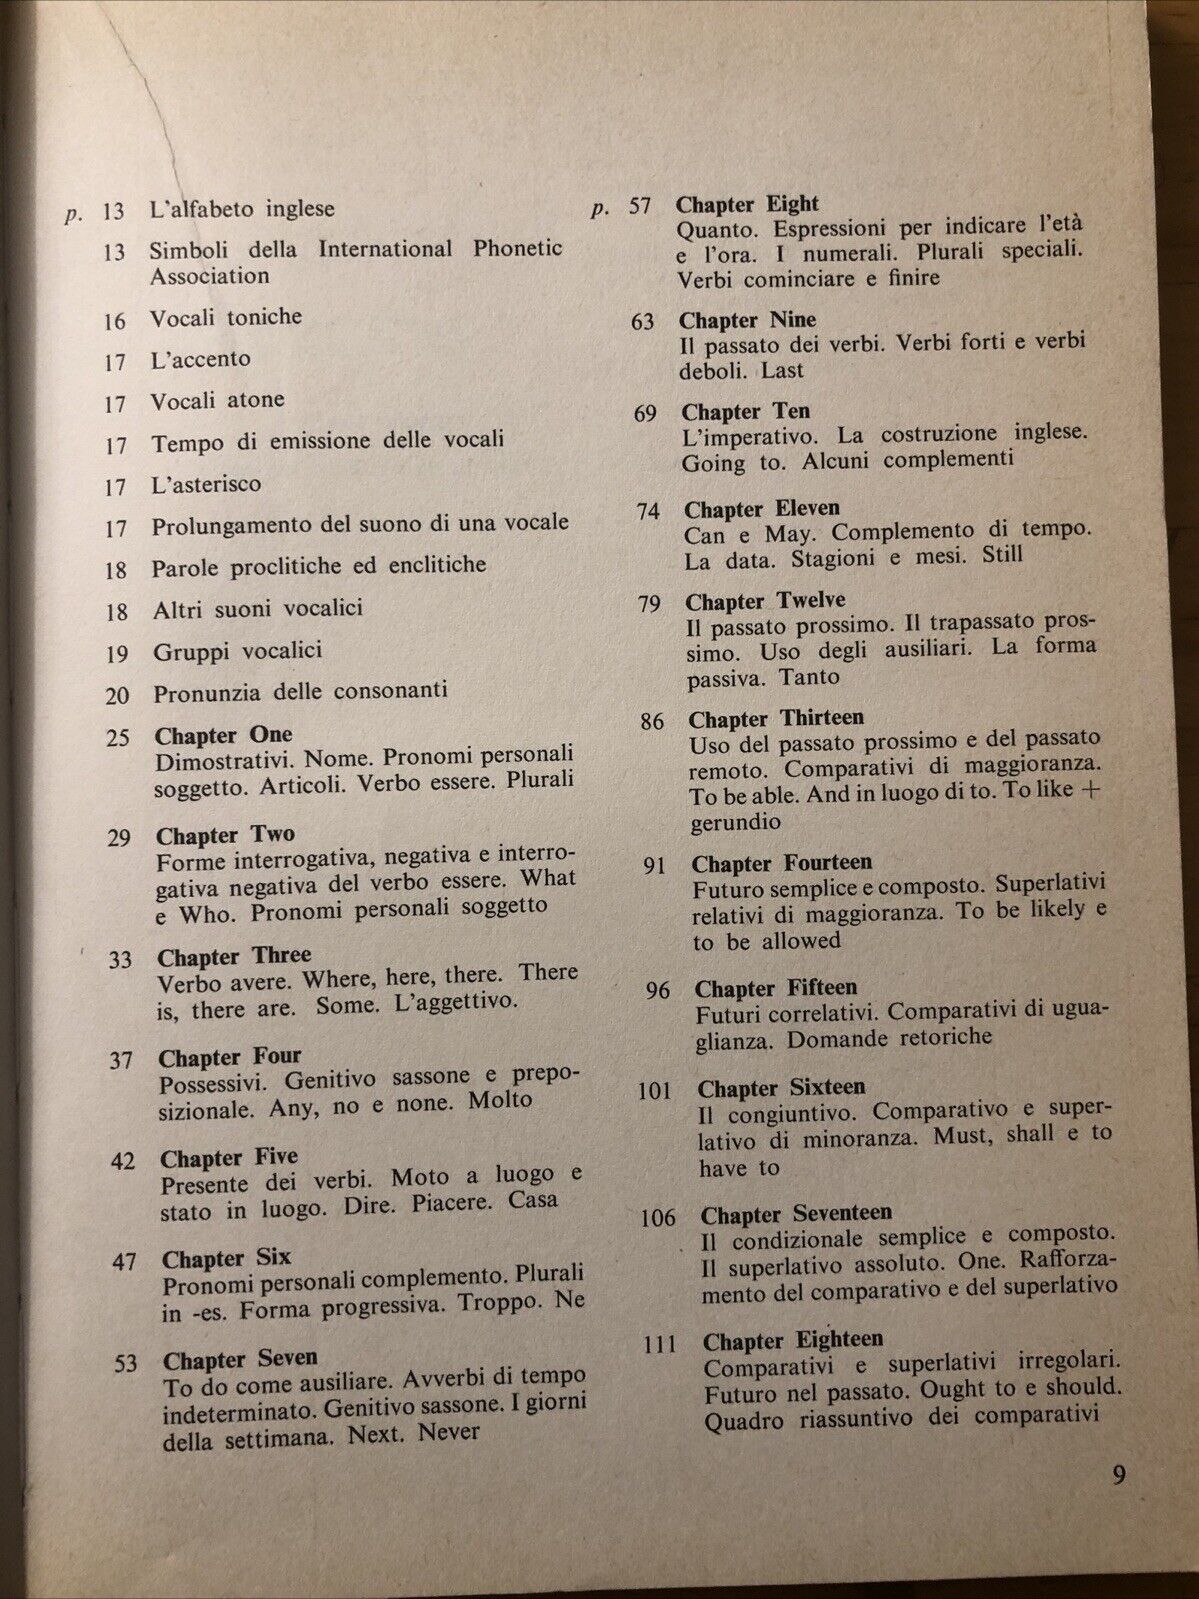 p. 13 L'alfabeto inglese
13 Simboli della International Phonetic
Association
16 Vocali toniche
17 L'accento
17 Vocali atone
17 Tempo di emissione delle vocali
17 L'asterisco
17 Prolungamento del suono di una vocale
18 Parole proclitiche ed enclitiche
18 Altri suoni vocalici
19 Gruppi vocalici
20 Pronunzia delle consonanti
25 Chapter One
Dimostrativi. Nome. Pronomi personali
soggetto. Articoli. Verbo essere. Plurali
29 Chapter Two
Forme interrogativa, negativa e interro-
gativa negativa del verbo essere. What
e Who. Pronomi personali soggetto
33 Chapter Three
Verbo avere. Where, here, there. There
is, there are. Some. L'aggettivo.
37 Chapter Four
Possessivi. Genitivo sassone e prepo-
sizionale. Any, no e none. Molto
42 Chapter Five
Presente dei verbi. Moto a luogo e
stato in luogo. Dire. Piacere. Casa
47 Chapter Six
Pronomi personali complemento. Plurali
in -es. Forma progressiva. Troppo. Ne
53 Chapter Seven
To do come ausiliare. Avverbi di tempo
indeterminato. Genitivo sassone. I giorni
della settimana. Next. Never
p. 57 Chapter Eight
Quanto. Espressioni per indicare l'età
e l'ora. I numerali. Plurali speciali.
Verbi cominciare e finire
63 Chapter Nine
Il passato dei verbi. Verbi forti e verbi
deboli. Last
69 Chapter Ten
L'imperativo. La costruzione inglese.
Going to. Alcuni complementi
74 Chapter Eleven
Can e May. Complemento di tempo.
La data. Stagioni e mesi. Still
79 Chapter Twelve
Il passato prossimo. Il trapassato pros-
simo. Uso degli ausiliari. La forma
passiva. Tanto
86 Chapter Thirteen
Uso del passato prossimo e del passato
remoto. Comparativi di maggioranza.
To be able. And in luogo di to. To like +
gerundio
91 Chapter Fourteen
Futuro semplice e composto. Superlativi
relativi di maggioranza. To be likely e
to be allowed
96 Chapter Fifteen
Futuri correlativi. Comparativi di ugua-
glianza. Domande retoriche
101 Chapter Sixteen
Il congiuntivo. Comparativo e super-
lativo di minoranza. Must, shall e to
have to
106 Chapter Seventeen
Il condizionale semplice e composto.
Il superlativo assoluto. One. Rafforza-
mento del comparativo e del superlativo
111 Chapter Eighteen
Comparativi e superlativi irregolari.
Futuro nel passato. Ought to e should.
Quadro riassuntivo dei comparativi
9